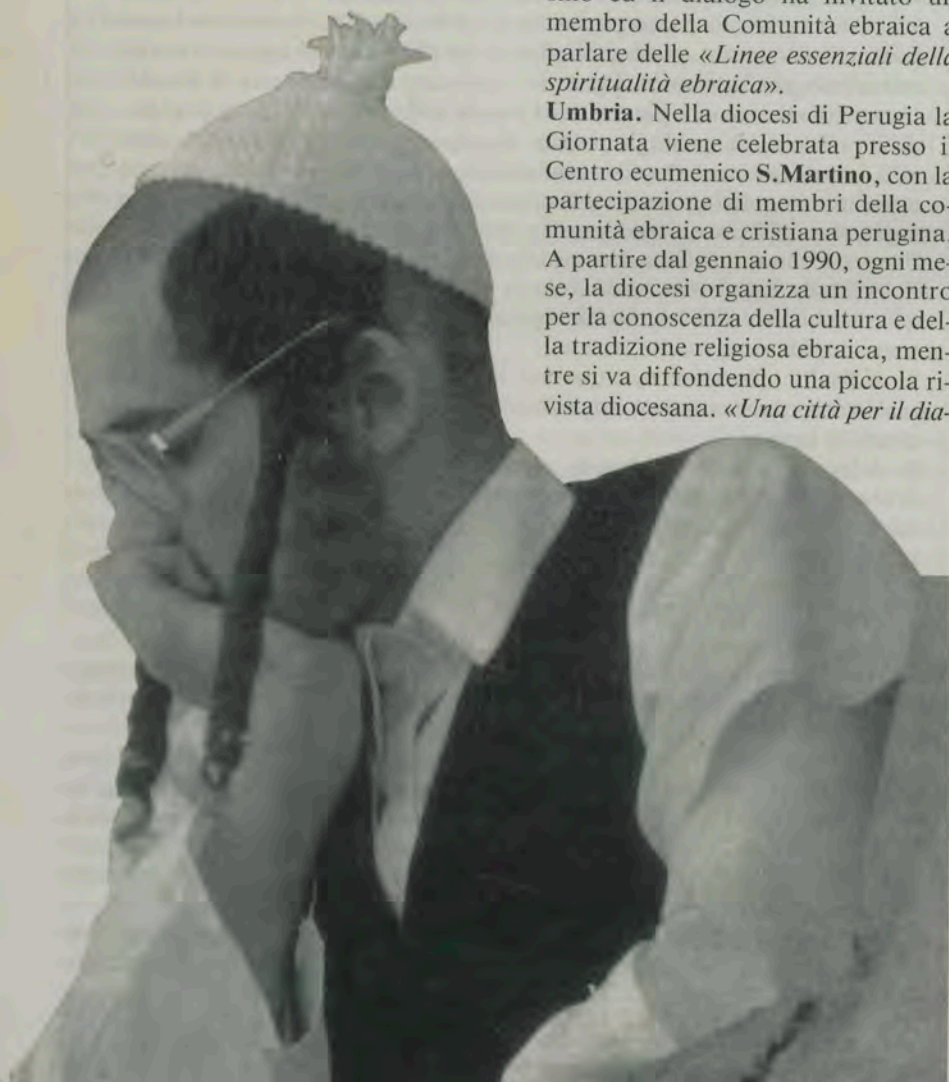 membro della Comunità ebraica a
parlare delle «Linee essenziali della
spiritualità ebraica».
Umbria. Nella diocesi di Perugia la
Giornata viene celebrata presso i
Centro ecumenico S.Martino, con la
partecipazione di membri della co-
munità ebraica e cristiana perugina.
A partire dal gennaio 1990, ogni me-
se, la diocesi organizza un incontro
per la conoscenza della cultura e del-
la tradizione religiosa ebraica, men-
tre si va diffondendo una piccola ri-
vista diocesana. «Una città per il dia-